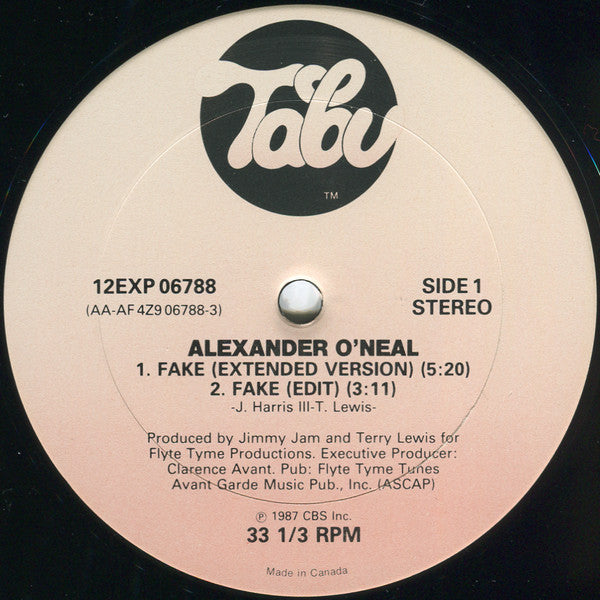 Tabu
TM
12EXP 06788
SIDE 1
(AA-AF 4Z9 06788-3)
STEREO
ALEXANDER O'NEAL
1. FAKE (EXTENDED VERSION) (5:20)
2. FAKE (EDIT) (3:11)
-J. Harris III-T. Lewis-
Produced by Jimmy Jam and Terry Lewis for
Flyte Tyme Productions. Executive Producer:
Clarence Avant. Pub: Flyte Tyme Tunes
Avant Garde Music Pub., Inc. (ASCAP)
℗ 1987 CBS Inc.
33 1/3 RPM
Made in Canada